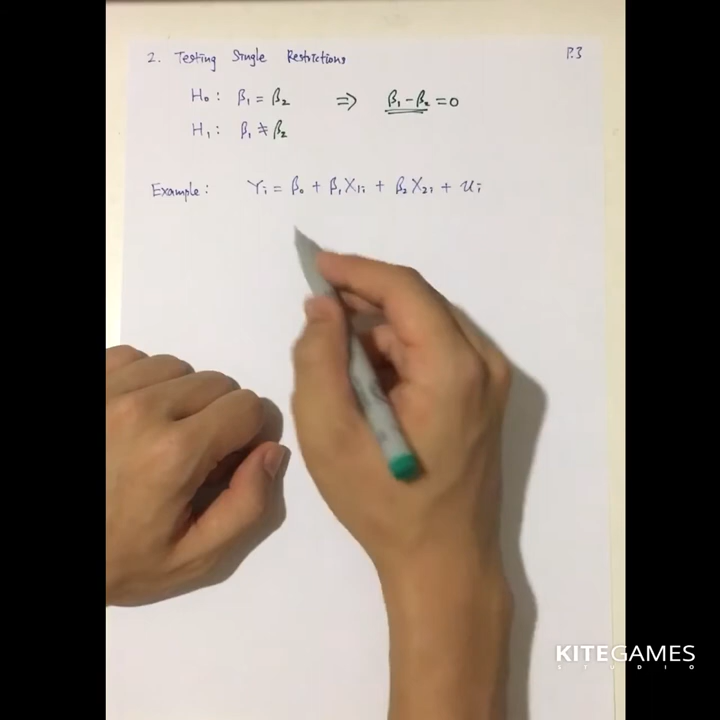 2. Testing Single Restrictions P.3
H₀: β₁ = β₂ ⇒ β₁ - β₂ = 0
H₁: β₁ ≠ β₂
Example: Yᵢ = β₀ + β₁X₁ᵢ + β₂X₂ᵢ + uᵢ
KITEGAMES
STUDIO